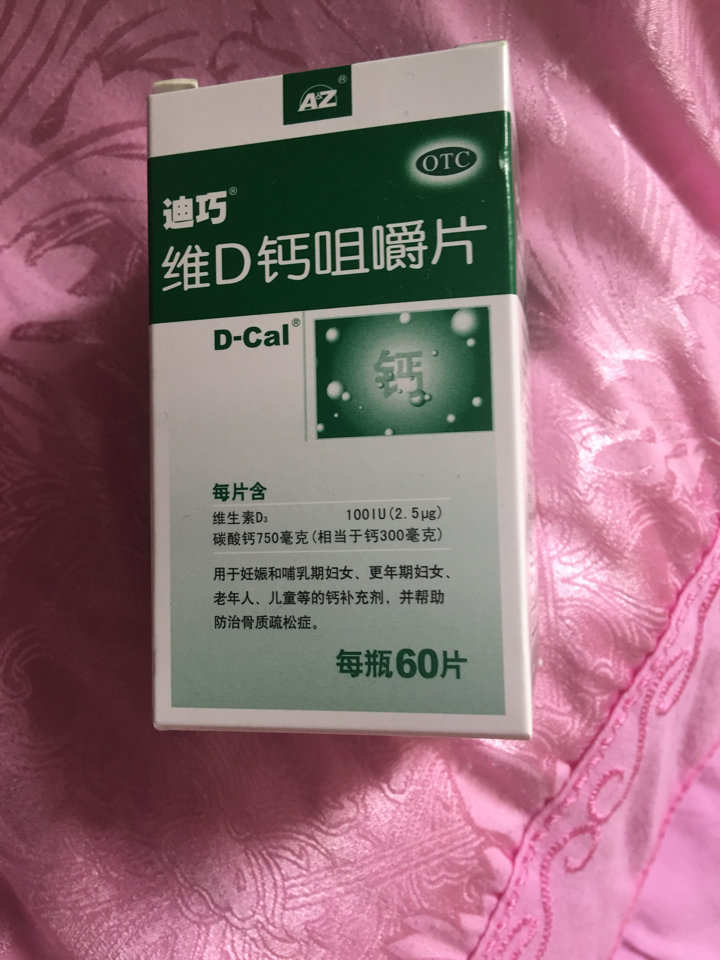 A&Z®
OTC
迪巧®
维D钙咀嚼片
D-Cal®
钙
每片含
维生素D₃ 100IU(2.5μg)
碳酸钙750毫克(相当于钙300毫克)
用于妊娠和哺乳期妇女、更年期妇女、
老年人、儿童等的钙补充剂，并帮助
防治骨质疏松症。
每瓶60片